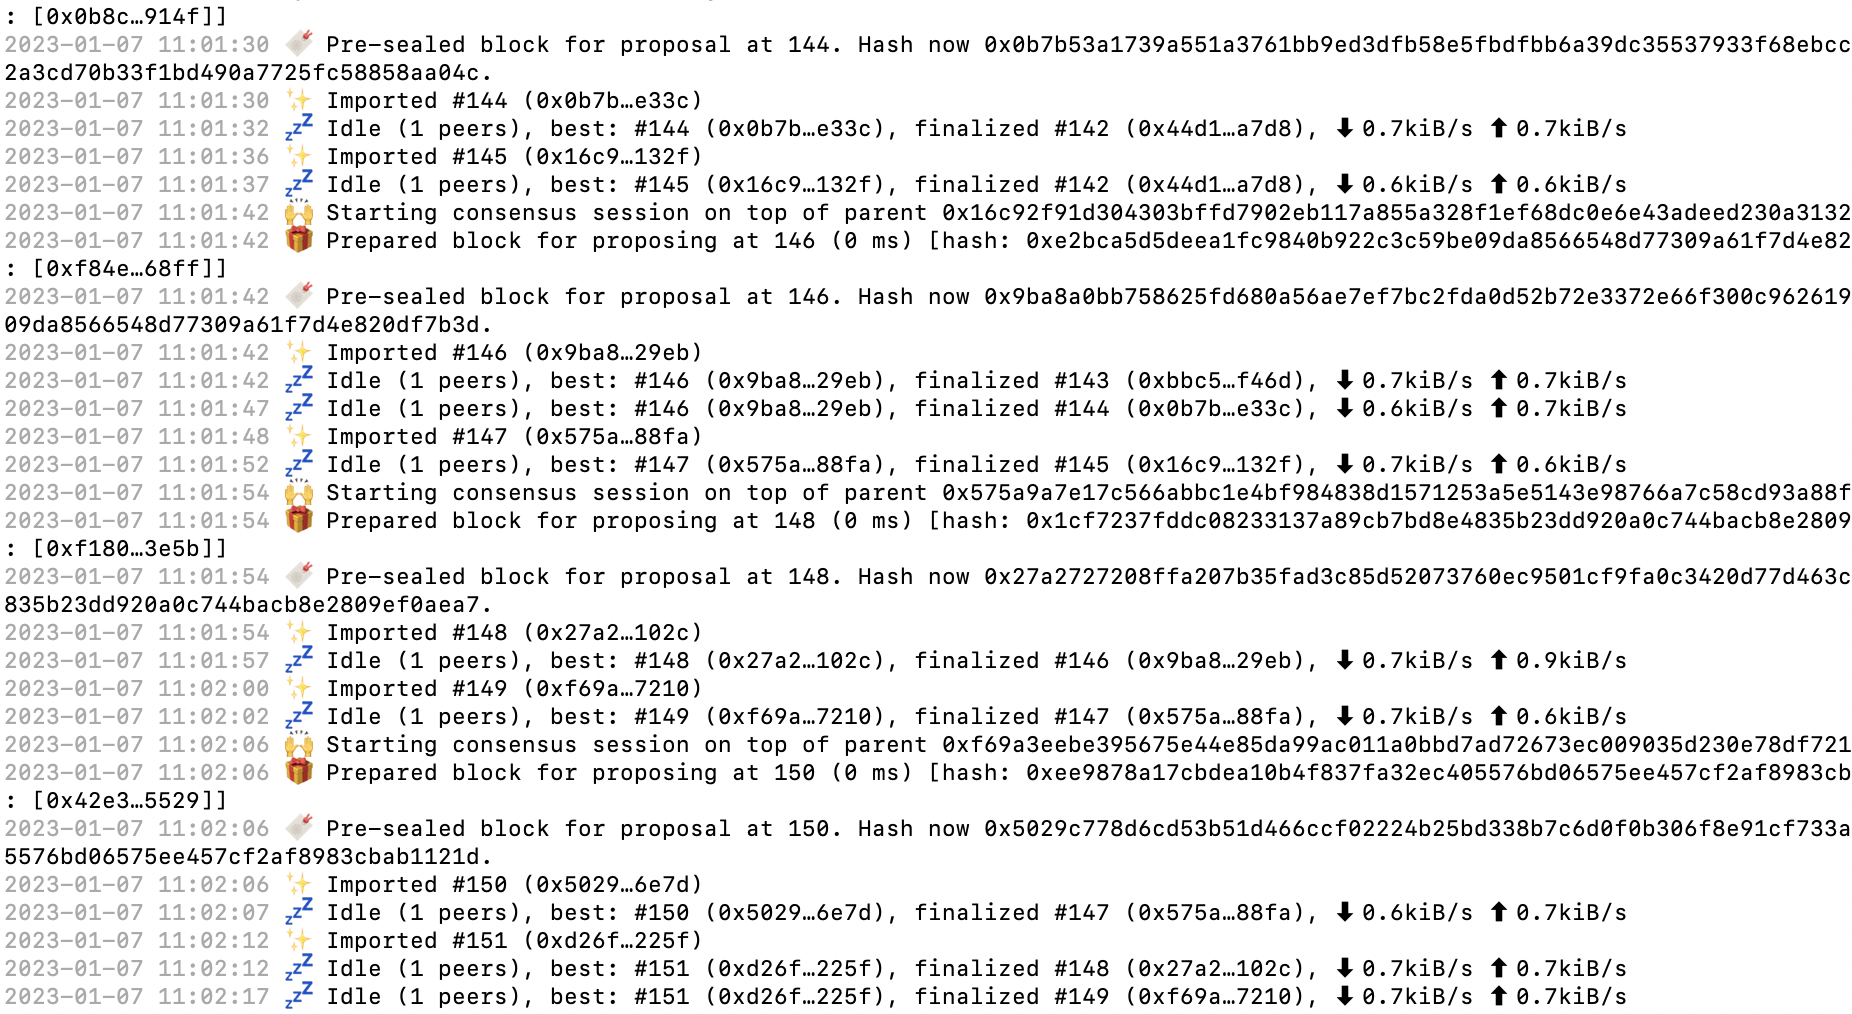 : [0x0b8c…914f]]
2023-01-07 11:01:30 🔖 Pre-sealed block for proposal at 144. Hash now 0x0b7b53a1739a551a3761bb9ed3dfb58e5fbdfbb6a39dc35537933f68ebcc
2a3cd70b33f1bd490a7725fc58858aa04c.
2023-01-07 11:01:30 ✨ Imported #144 (0x0b7b…e33c)
2023-01-07 11:01:32 💤 Idle (1 peers), best: #144 (0x0b7b…e33c), finalized #142 (0x44d1…a7d8), ⬇ 0.7kiB/s ⬆ 0.7kiB/s
2023-01-07 11:01:36 ✨ Imported #145 (0x16c9…132f)
2023-01-07 11:01:37 💤 Idle (1 peers), best: #145 (0x16c9…132f), finalized #142 (0x44d1…a7d8), ⬇ 0.6kiB/s ⬆ 0.6kiB/s
2023-01-07 11:01:42 🙌 Starting consensus session on top of parent 0x16c92f91d304303bffd7902eb117a855a328f1ef68dc0e6e43adeed230a3132
2023-01-07 11:01:42 🎁 Prepared block for proposing at 146 (0 ms) [hash: 0xe2bca5d5deea1fc9840b922c3c59be09da8566548d77309a61f7d4e82
: [0xf84e…68ff]]
2023-01-07 11:01:42 🔖 Pre-sealed block for proposal at 146. Hash now 0x9ba8a0bb758625fd680a56ae7ef7bc2fda0d52b72e3372e66f300c962619
09da8566548d77309a61f7d4e820df7b3d.
2023-01-07 11:01:42 ✨ Imported #146 (0x9ba8…29eb)
2023-01-07 11:01:42 💤 Idle (1 peers), best: #146 (0x9ba8…29eb), finalized #143 (0xbbc5…f46d), ⬇ 0.7kiB/s ⬆ 0.7kiB/s
2023-01-07 11:01:47 💤 Idle (1 peers), best: #146 (0x9ba8…29eb), finalized #144 (0x0b7b…e33c), ⬇ 0.6kiB/s ⬆ 0.7kiB/s
2023-01-07 11:01:48 ✨ Imported #147 (0x575a…88fa)
2023-01-07 11:01:52 💤 Idle (1 peers), best: #147 (0x575a…88fa), finalized #145 (0x16c9…132f), ⬇ 0.7kiB/s ⬆ 0.6kiB/s
2023-01-07 11:01:54 🙌 Starting consensus session on top of parent 0x575a9a7e17c566abbc1e4bf984838d1571253a5e5143e98766a7c58cd93a88f
2023-01-07 11:01:54 🎁 Prepared block for proposing at 148 (0 ms) [hash: 0x1cf7237fddc08233137a89cb7bd8e4835b23dd920a0c744bacb8e2809
: [0xf180…3e5b]]
2023-01-07 11:01:54 🔖 Pre-sealed block for proposal at 148. Hash now 0x27a2727208ffa207b35fad3c85d52073760ec9501cf9fa0c3420d77d463c
835b23dd920a0c744bacb8e2809ef0aea7.
2023-01-07 11:01:54 ✨ Imported #148 (0x27a2…102c)
2023-01-07 11:01:57 💤 Idle (1 peers), best: #148 (0x27a2…102c), finalized #146 (0x9ba8…29eb), ⬇ 0.7kiB/s ⬆ 0.9kiB/s
2023-01-07 11:02:00 ✨ Imported #149 (0xf69a…7210)
2023-01-07 11:02:02 💤 Idle (1 peers), best: #149 (0xf69a…7210), finalized #147 (0x575a…88fa), ⬇ 0.7kiB/s ⬆ 0.6kiB/s
2023-01-07 11:02:06 🙌 Starting consensus session on top of parent 0xf69a3eebe395675e44e85da99ac011a0bbd7ad72673ec009035d230e78df721
2023-01-07 11:02:06 🎁 Prepared block for proposing at 150 (0 ms) [hash: 0xee9878a17cbdea10b4f837fa32ec405576bd06575ee457cf2af8983cb
: [0x42e3…5529]]
2023-01-07 11:02:06 🔖 Pre-sealed block for proposal at 150. Hash now 0x5029c778d6cd53b51d466ccf02224b25bd338b7c6d0f0b306f8e91cf733a
5576bd06575ee457cf2af8983cbab1121d.
2023-01-07 11:02:06 ✨ Imported #150 (0x5029…6e7d)
2023-01-07 11:02:07 💤 Idle (1 peers), best: #150 (0x5029…6e7d), finalized #147 (0x575a…88fa), ⬇ 0.6kiB/s ⬆ 0.7kiB/s
2023-01-07 11:02:12 ✨ Imported #151 (0xd26f…225f)
2023-01-07 11:02:12 💤 Idle (1 peers), best: #151 (0xd26f…225f), finalized #148 (0x27a2…102c), ⬇ 0.7kiB/s ⬆ 0.7kiB/s
2023-01-07 11:02:17 💤 Idle (1 peers), best: #151 (0xd26f…225f), finalized #149 (0xf69a…7210), ⬇ 0.7kiB/s ⬆ 0.7kiB/s